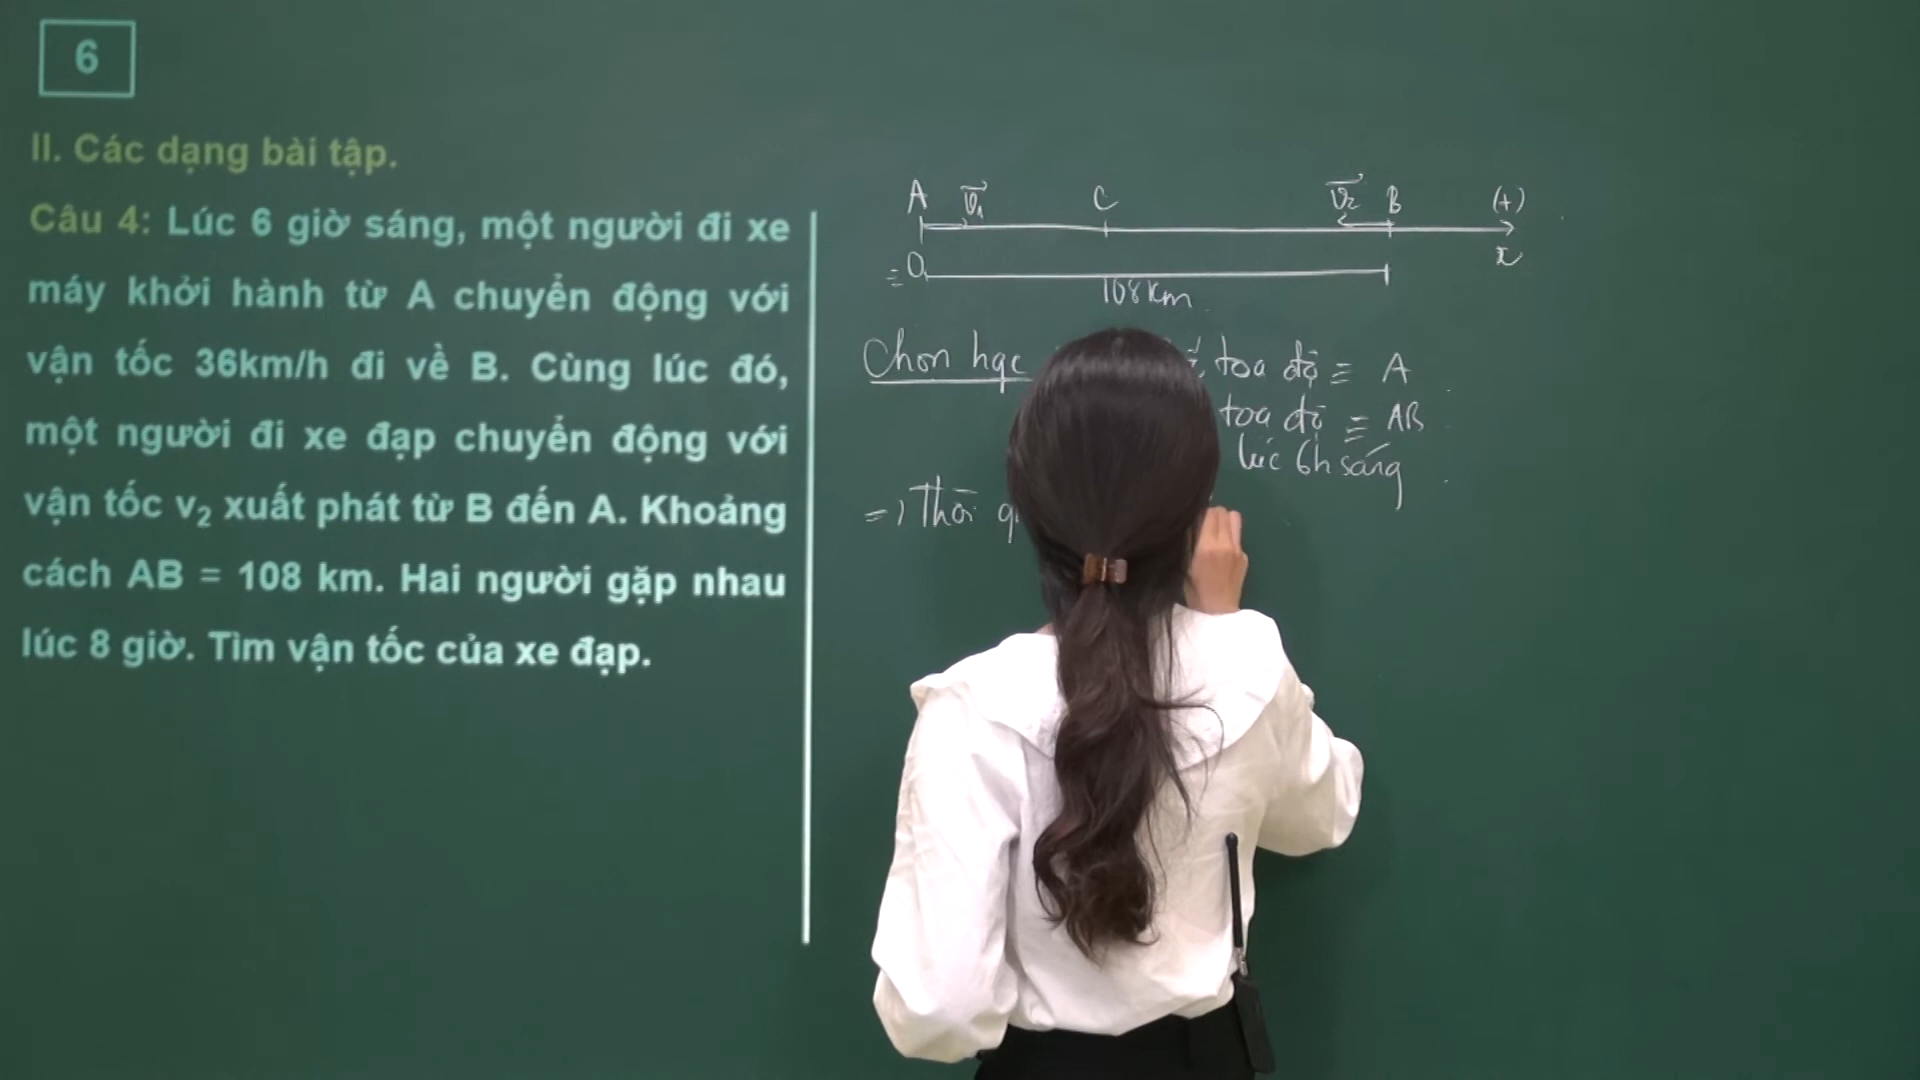 6
II. Các dạng bài tập.
Câu 4: Lúc 6 giờ sáng, một người đi xe
máy khởi hành từ A chuyển động với
vận tốc 36km/h đi về B. Cùng lúc đó,
một người đi xe đạp chuyển động với
vận tốc v₂ xuất phát từ B đến A. Khoảng
cách AB = 108 km. Hai người gặp nhau
lúc 8 giờ. Tìm vận tốc của xe đạp.
A v₁ C v₂ B (+)
≡ O x
108 km
Chọn hqc toạ độ ≡ A
toạ độ ≡ AB
lúc 6h sáng
=)